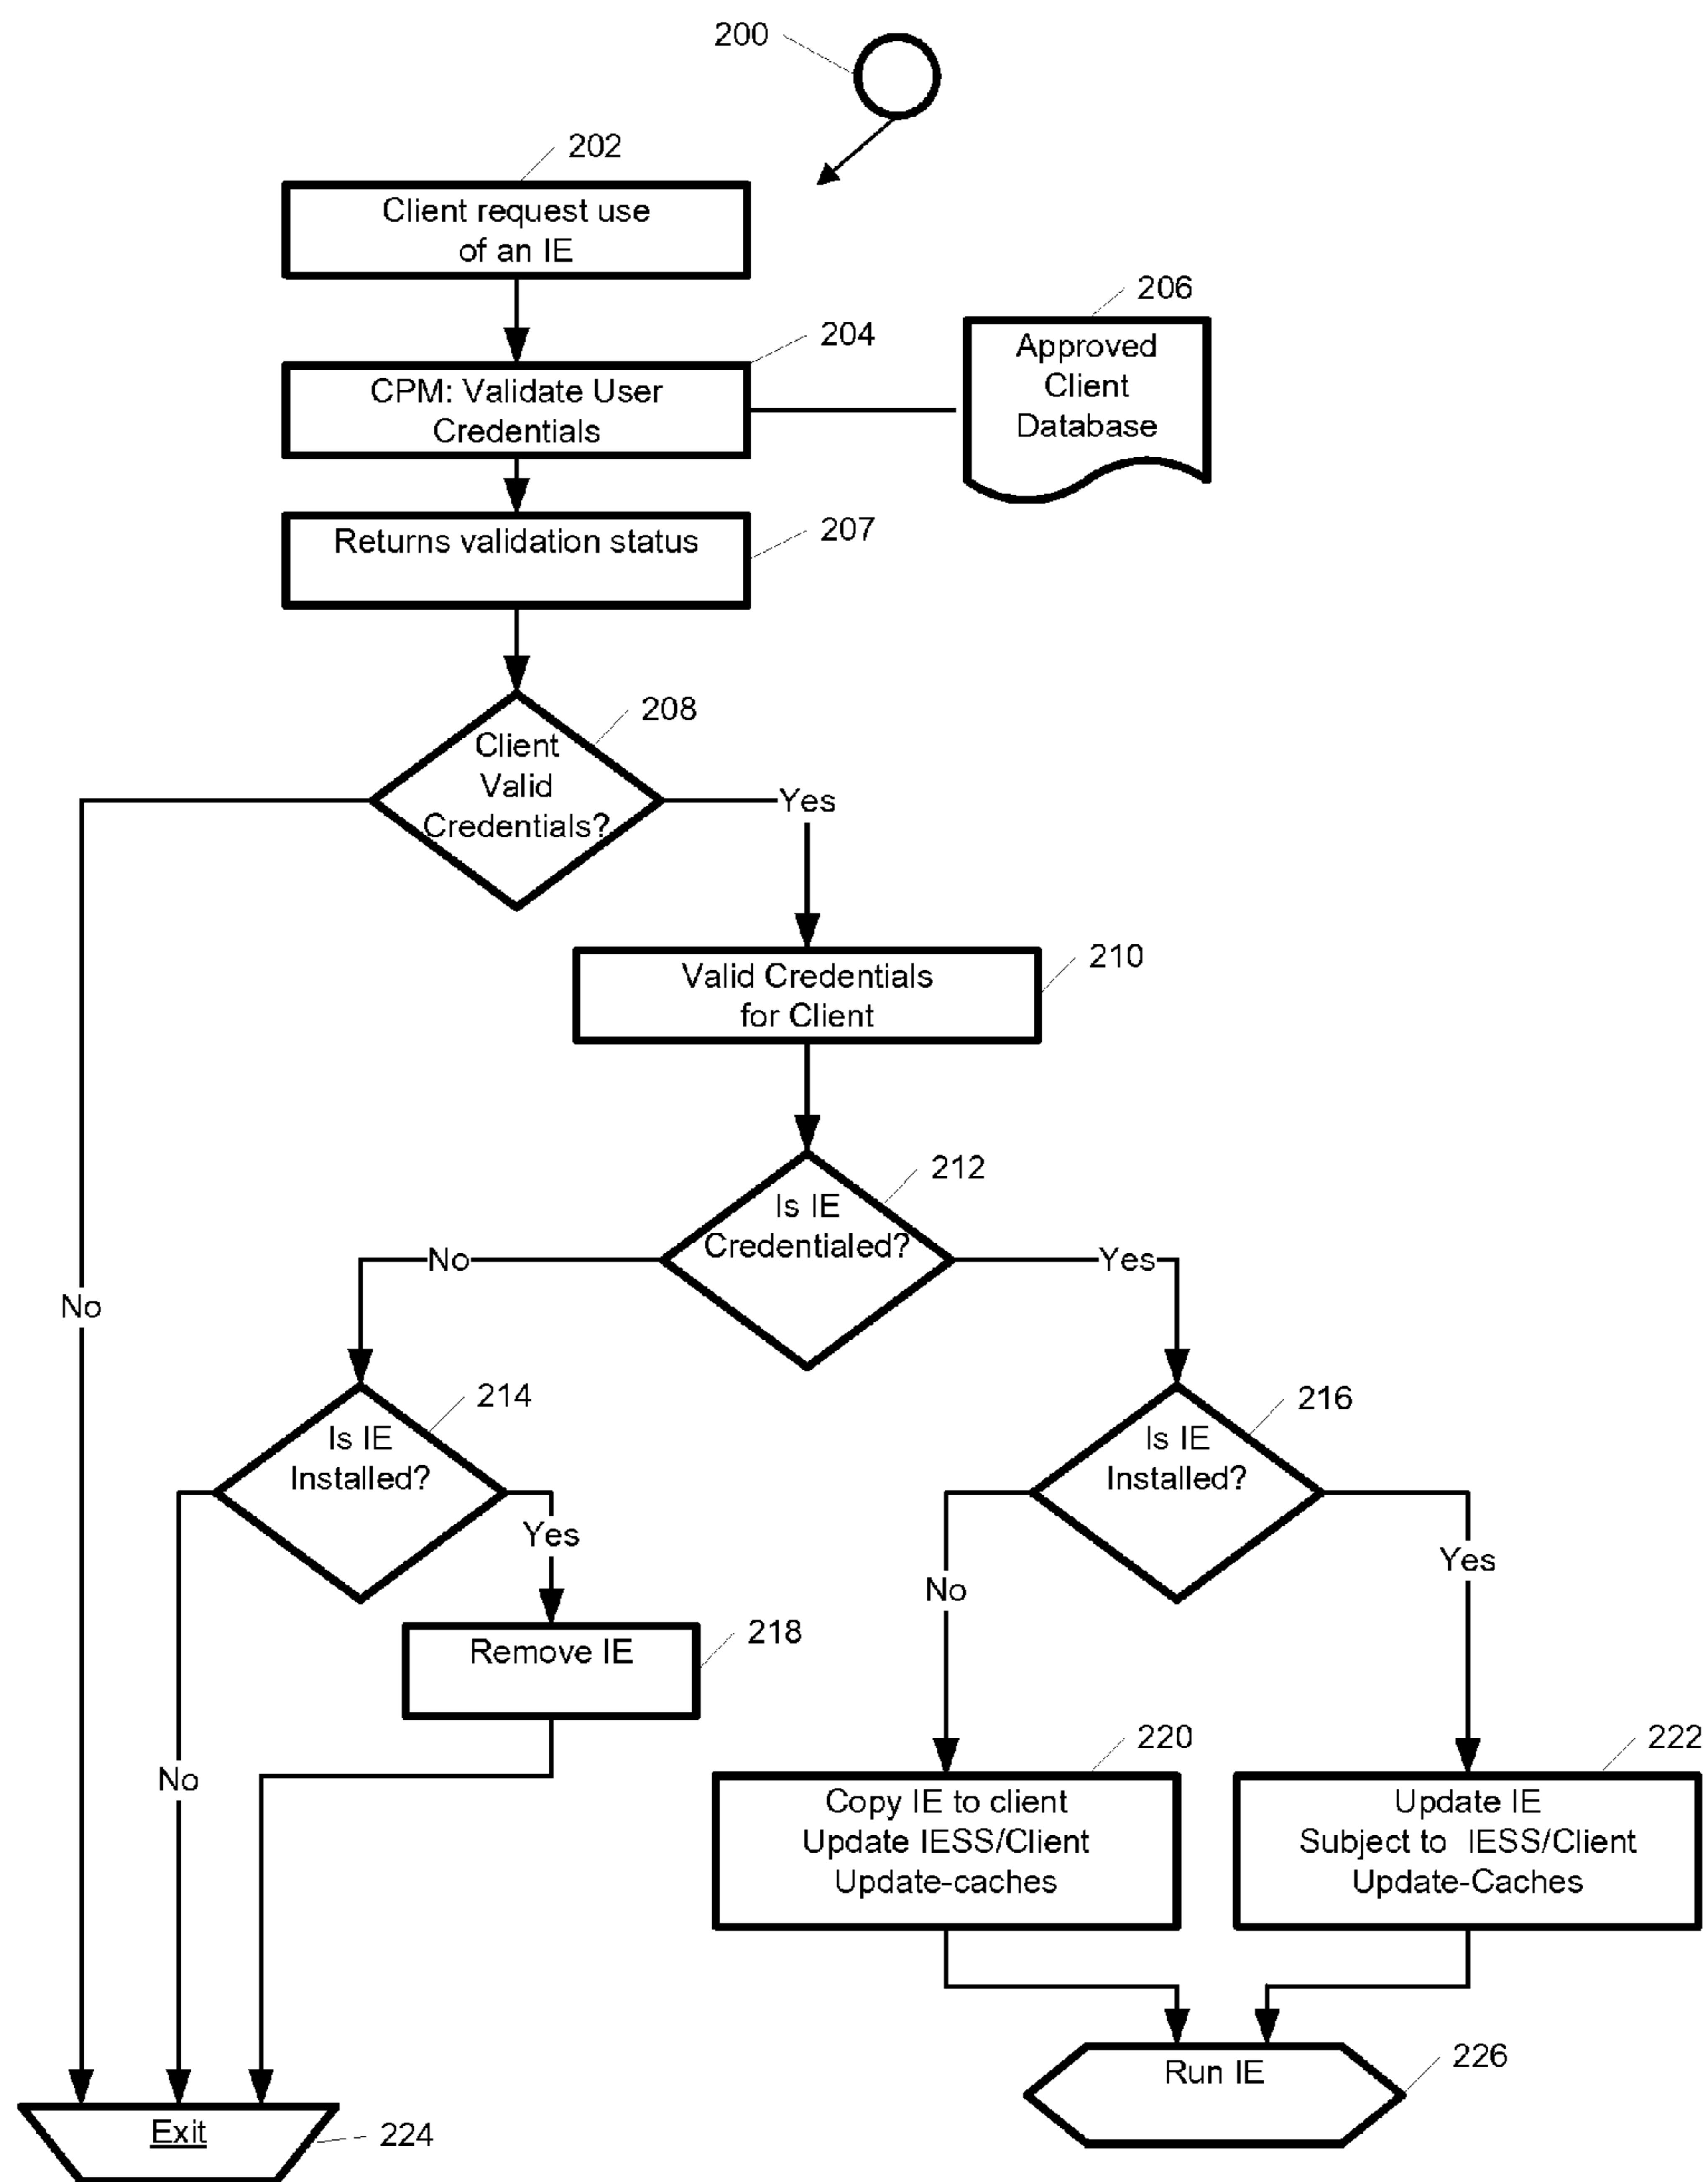 200
202
Client request use
of an IE
206
Approved
Client
Database
204
CPM: Validate User
Credentials
207
Returns validation status
208
Client
Valid
Credentials?
Yes
210
Valid Credentials
for Client
212
Is IE
Credentialed?
No
Yes
No
214
Is IE
Installed?
216
Is IE
Installed?
Yes
No
Yes
218
Remove IE
No
220
Copy IE to client
Update IESS/Client
Update-caches
222
Update IE
Subject to IESS/Client
Update-Caches
Run IE
226
Exit
224